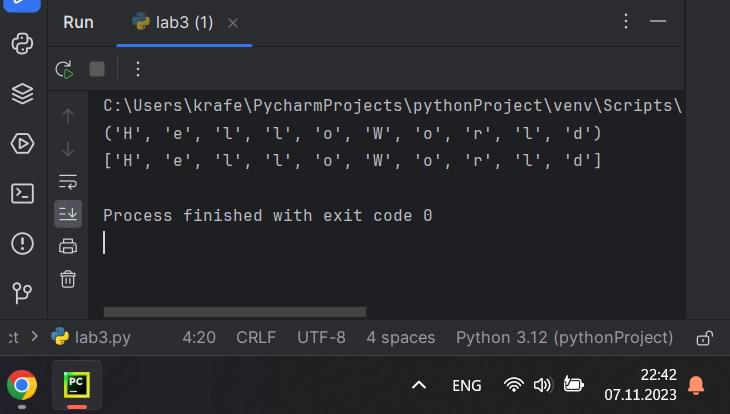 Run
lab3 (1)
C:\Users\krafe\PycharmProjects\pythonProject\venv\Scripts\
('H', 'e', 'l', 'l', 'o', 'W', 'o', 'r', 'l', 'd')
['H', 'e', 'l', 'l', 'o', 'W', 'o', 'r', 'l', 'd']
Process finished with exit code 0
ct > lab3.py 4:20 CRLF UTF-8 4 spaces Python 3.12 (pythonProject)
PC
ENG
22:42
07.11.2023